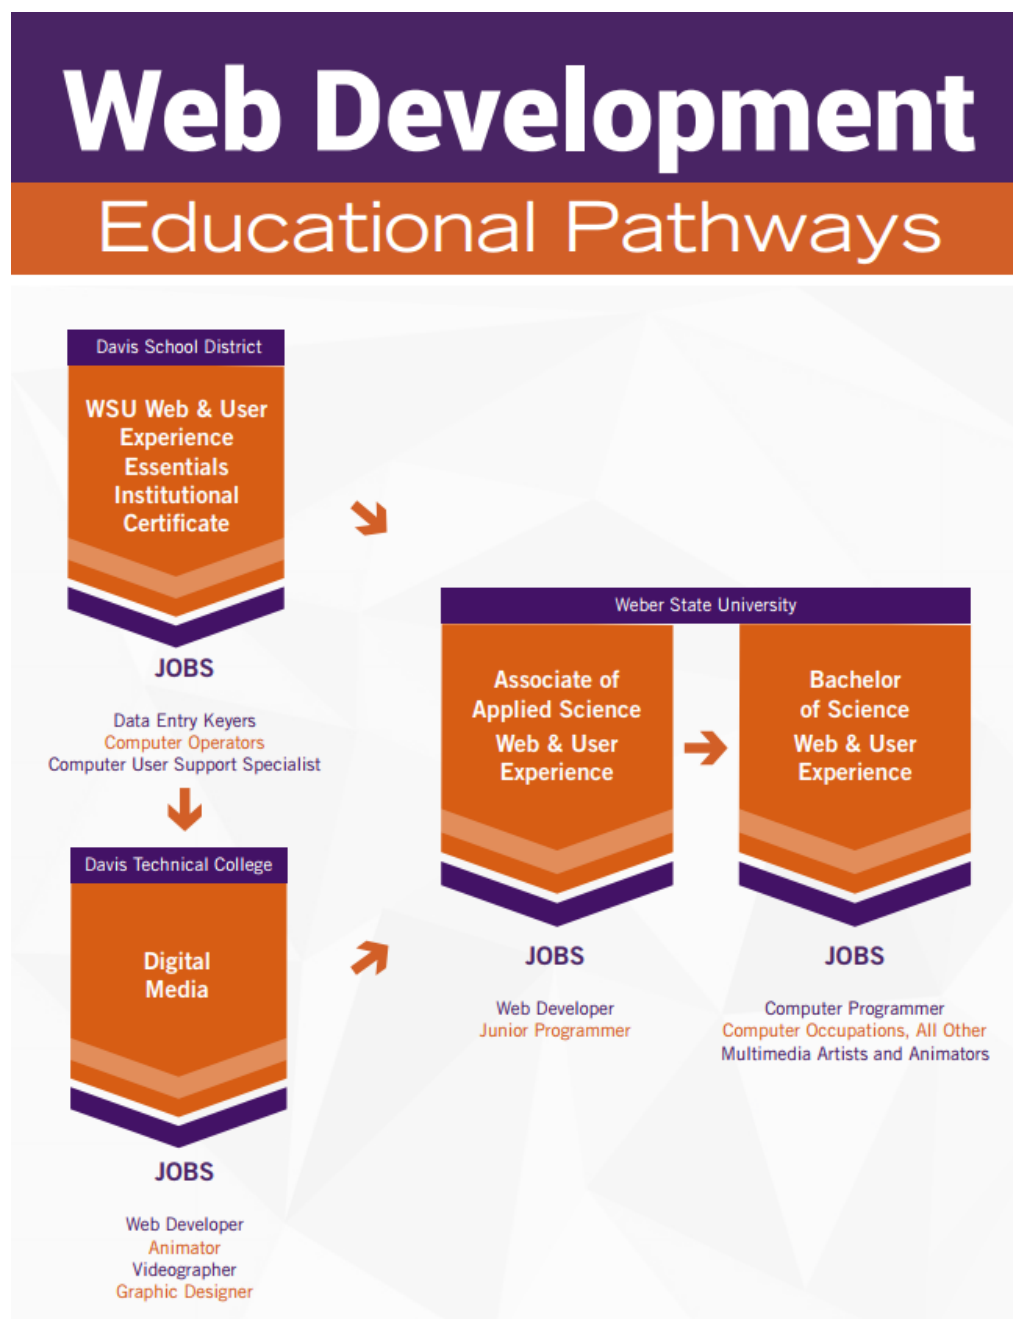 Web Development
Educational Pathways
Davis School District
WSU Web & User
Experience
Essentials
Institutional
Certificate
JOBS
Data Entry Keyers
Computer Operators
Computer User Support Specialist
Davis Technical College
Digital
Media
JOBS
Web Developer
Animator
Videographer
Graphic Designer
Weber State University
Associate of
Applied Science
Web & User
Experience
JOBS
Web Developer
Junior Programmer
Bachelor
of Science
Web & User
Experience
JOBS
Computer Programmer
Computer Occupations, All Other
Multimedia Artists and Animators